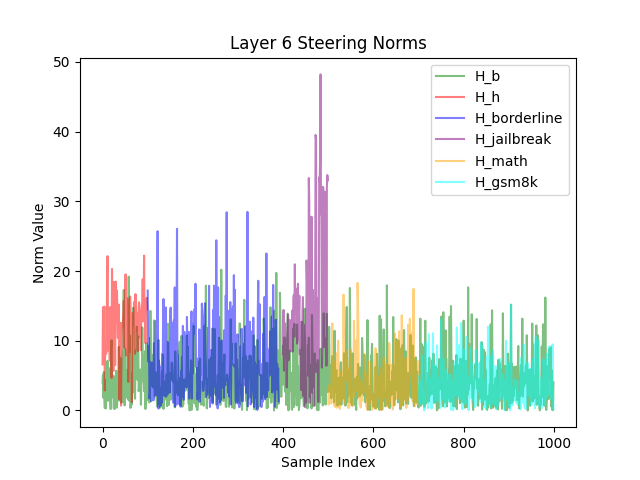 Layer 6 Steering Norms
50
40
30
20
10
0
Norm Value
0
200
400
600
800
1000
Sample Index
H_b
H_h
H_borderline
H_jailbreak
H_math
H_gsm8k